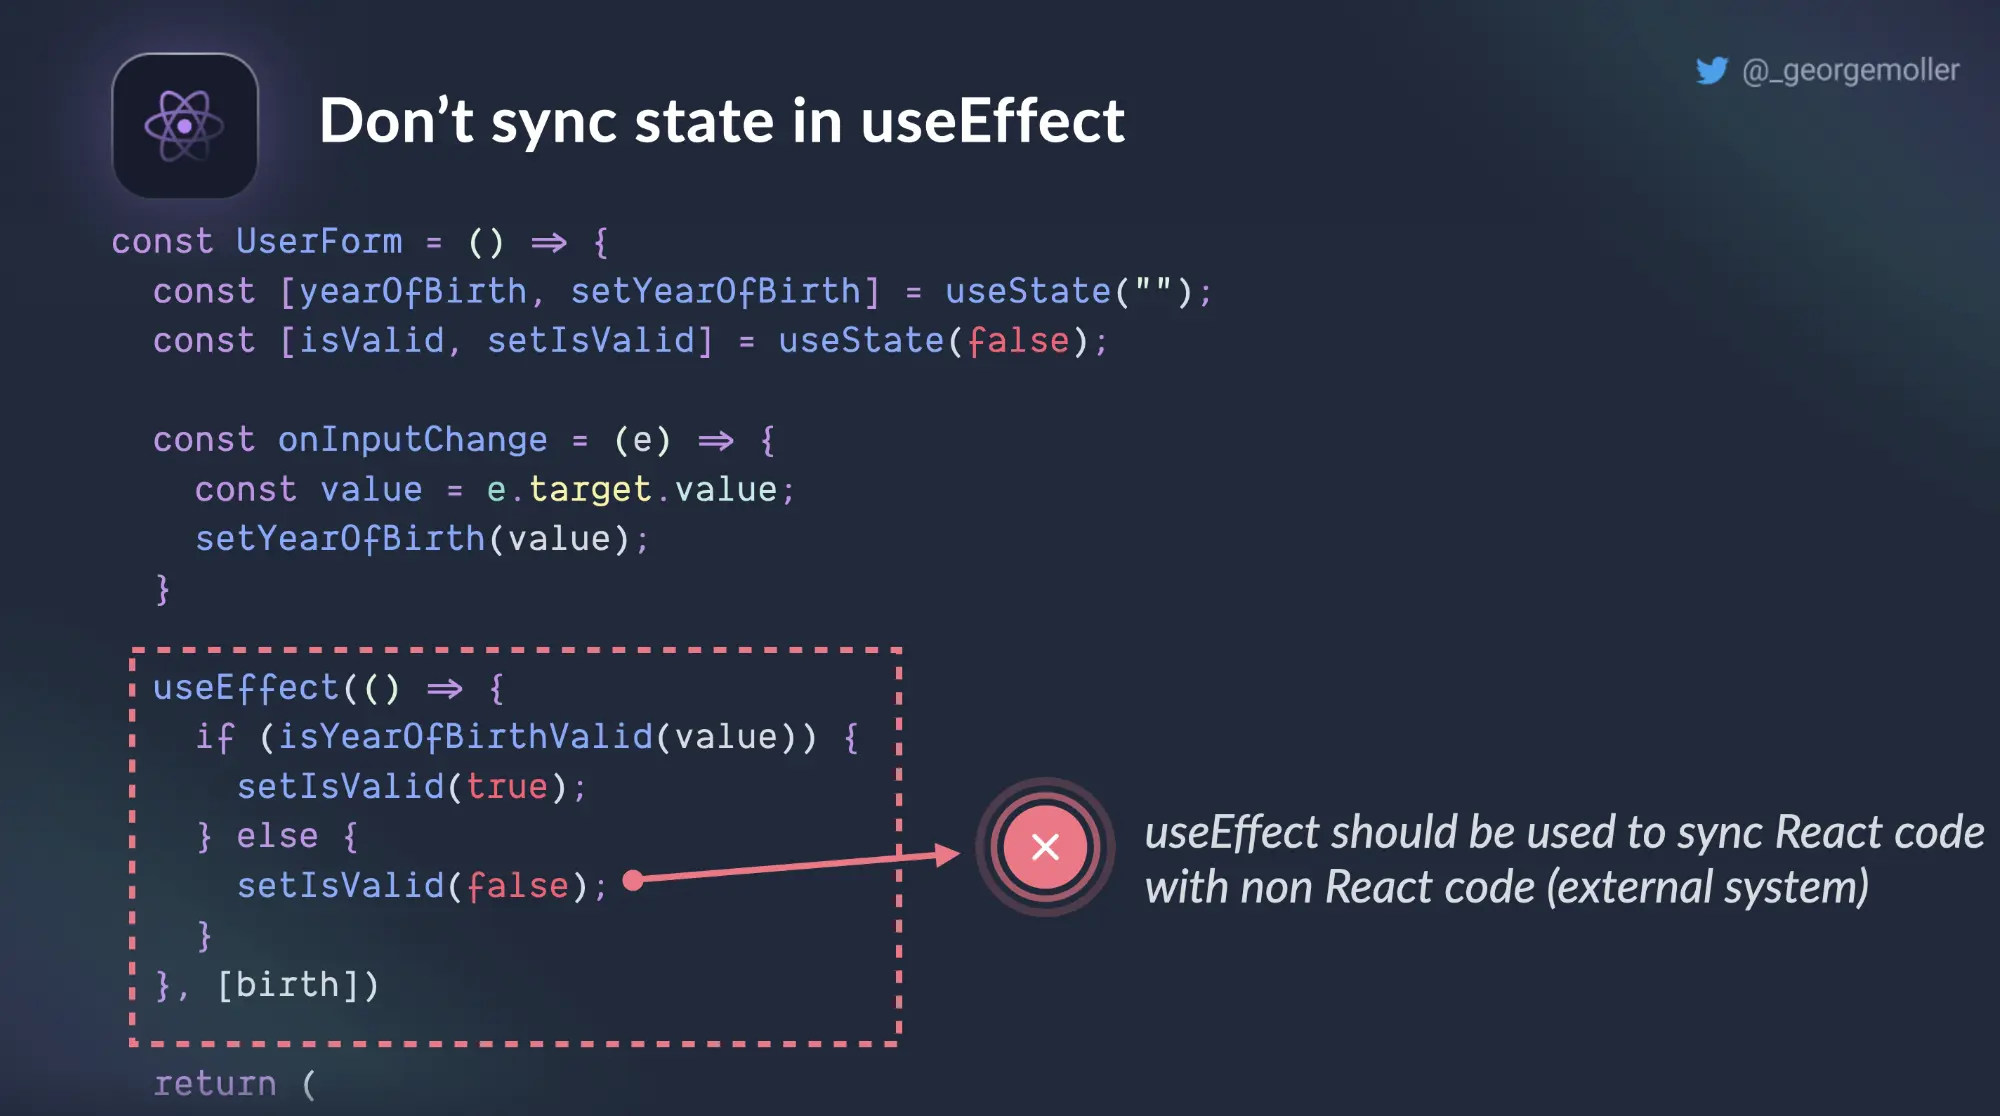 @_georgemoller
Don’t sync state in useEffect
const UserForm = () => {
  const [yearOfBirth, setYearOfBirth] = useState("");
  const [isValid, setIsValid] = useState(false);
  const onInputChange = (e) => {
    const value = e.target.value;
    setYearOfBirth(value);
  }
  useEffect(() => {
    if (isYearOfBirthValid(value)) {
      setIsValid(true);
    } else {
      setIsValid(false);
    }
  }, [birth])
  return (
useEffect should be used to sync React code
with non React code (external system)